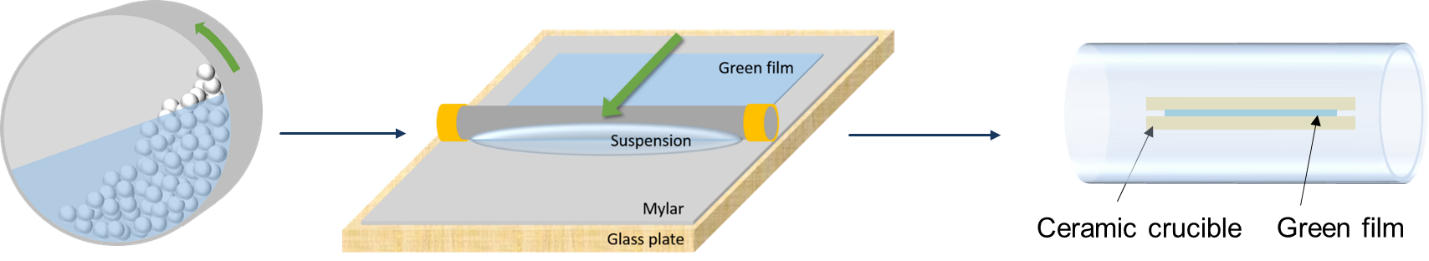 Green film
Suspension
Mylar
Glass plate
Ceramic crucible
Green film